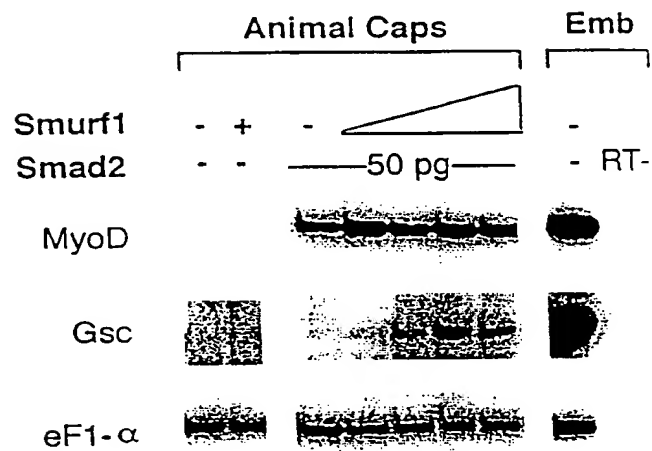 Animal Caps Emb
Smurf1 - + - -
Smad2 - - 50 pg - RT-
MyoD
Gsc
eF1-α